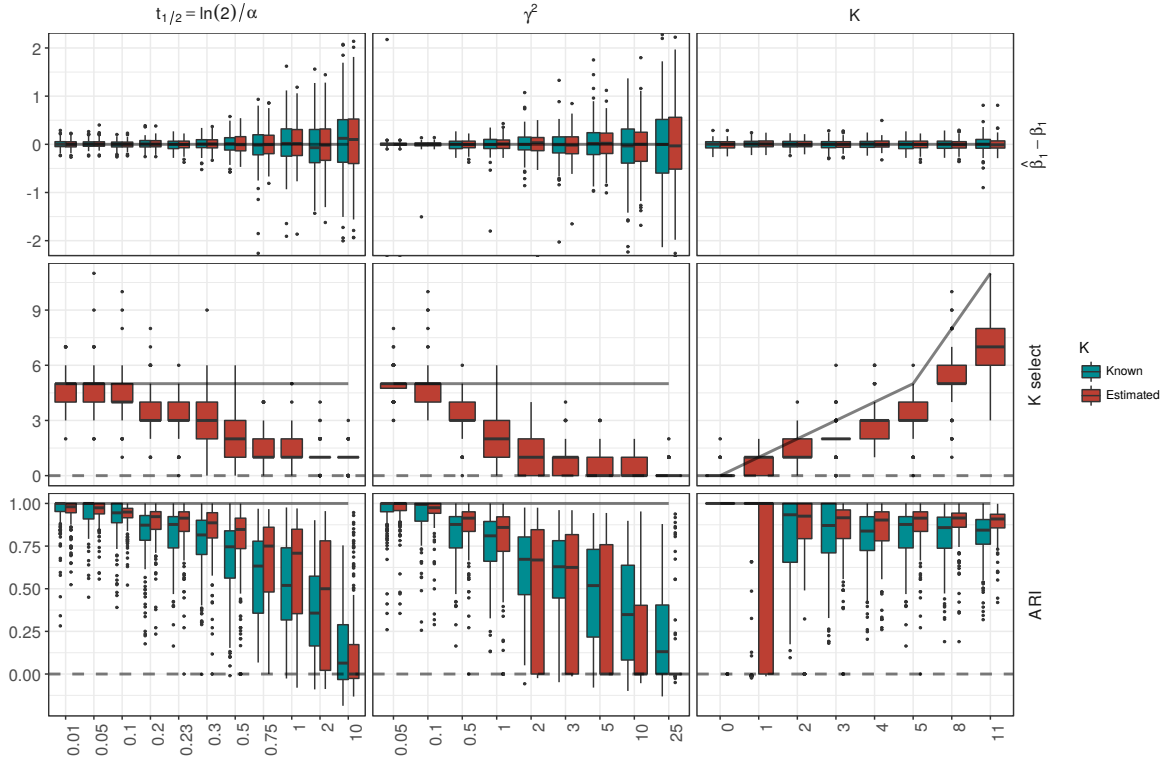 t1/2 = ln(2)/α
γ2
K
2
1
0
-1
-2
β̂1 − β1
9
6
3
0
K select
1.00
0.75
0.50
0.25
0.00
ARI
K
Known
Estimated
0.01 0.05 0.1 0.2 0.23 0.3 0.5 0.75 1 2 10
0.05 0.1 0.5 1 2 3 5 10 25
0 1 2 3 4 5 8 11